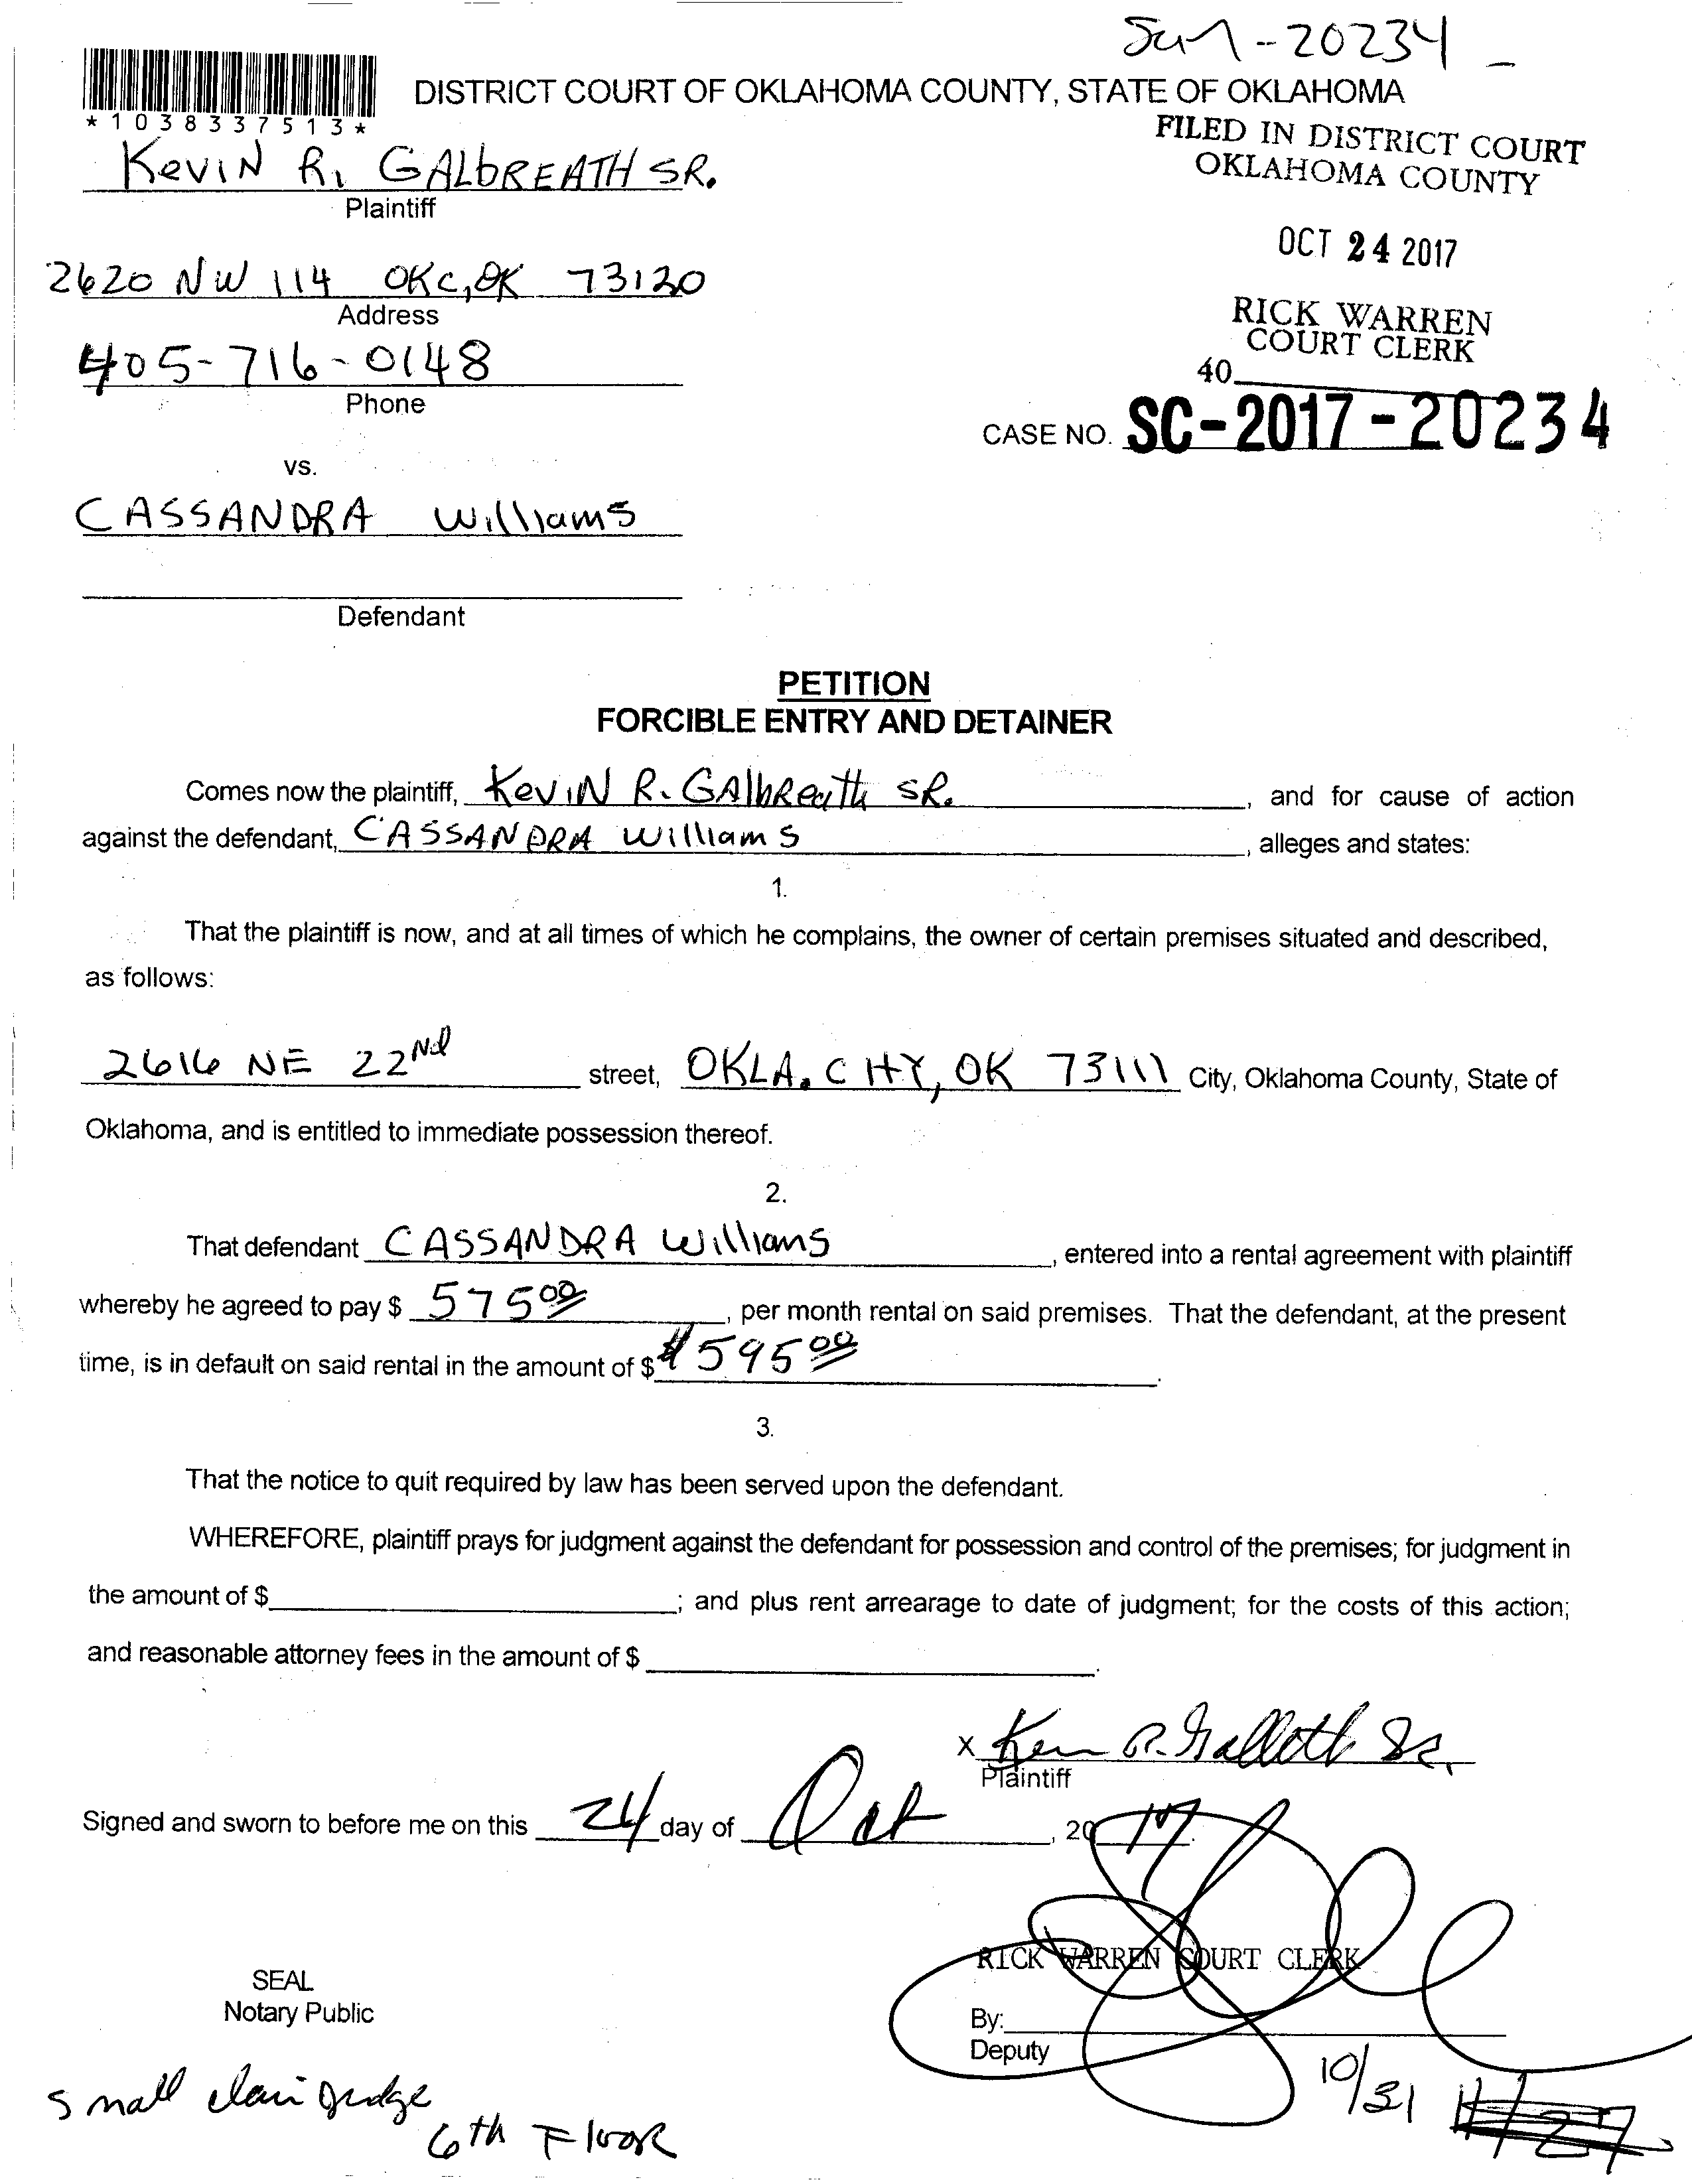 -20234
DISTRICT COURT OF OKLAHOMA COUNTY, STATE OF OKLAHOMA
*1038337513*
FILED IN DISTRICT COURT
OKLAHOMA COUNTY
KeviN R. GALbREATH SR.
Plaintiff
OCT 24 2017
2620 NW 114 OKC, OK 73120
Address
RICK WARREN
COURT CLERK
405-716-0148
Phone
40
CASE NO. SC-2017-20234
vs.
CASSANDRA Williams
Defendant
PETITION
FORCIBLE ENTRY AND DETAINER
Comes now the plaintiff, KeviN R. GAlbReath SR., and for cause of action
against the defendant, CASSANDRA Williams, alleges and states:
1.
That the plaintiff is now, and at all times of which he complains, the owner of certain premises situated and described,
as follows:
2616 NE 22Nd street, OKLA. CITY, OK 73111 City, Oklahoma County, State of
Oklahoma, and is entitled to immediate possession thereof.
2.
That defendant CASSANDRA Williams, entered into a rental agreement with plaintiff
whereby he agreed to pay $ 575 00, per month rental on said premises. That the defendant, at the present
time, is in default on said rental in the amount of $ $595 00.
3.
That the notice to quit required by law has been served upon the defendant.
WHEREFORE, plaintiff prays for judgment against the defendant for possession and control of the premises; for judgment in
the amount of $ ; and plus rent arrearage to date of judgment; for the costs of this action;
and reasonable attorney fees in the amount of $ .
X
Plaintiff
Signed and sworn to before me on this 24 day of Oct, 2017.
RICK WARREN COURT CLERK
SEAL
Notary Public
By:
Deputy
10/31
Small claim Judge
6th Floor